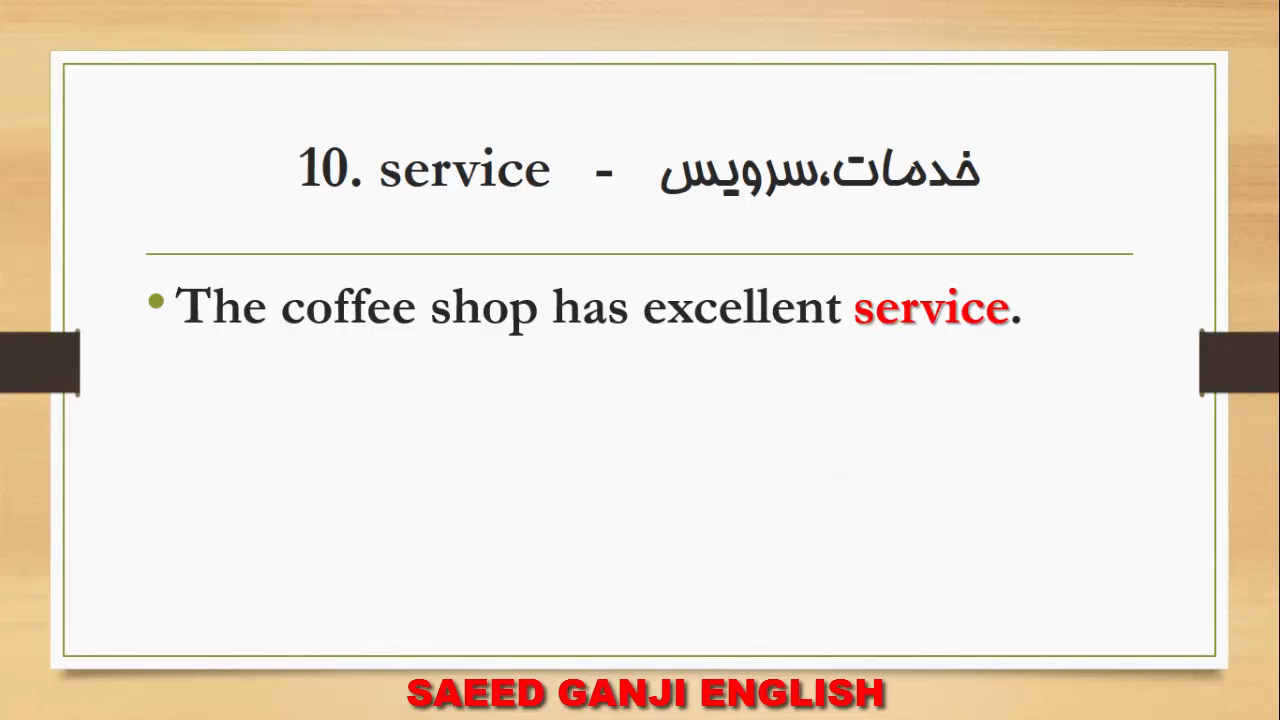 10. service - خدمات،سرویس
• The coffee shop has excellent service.
SAEED GANJI ENGLISH